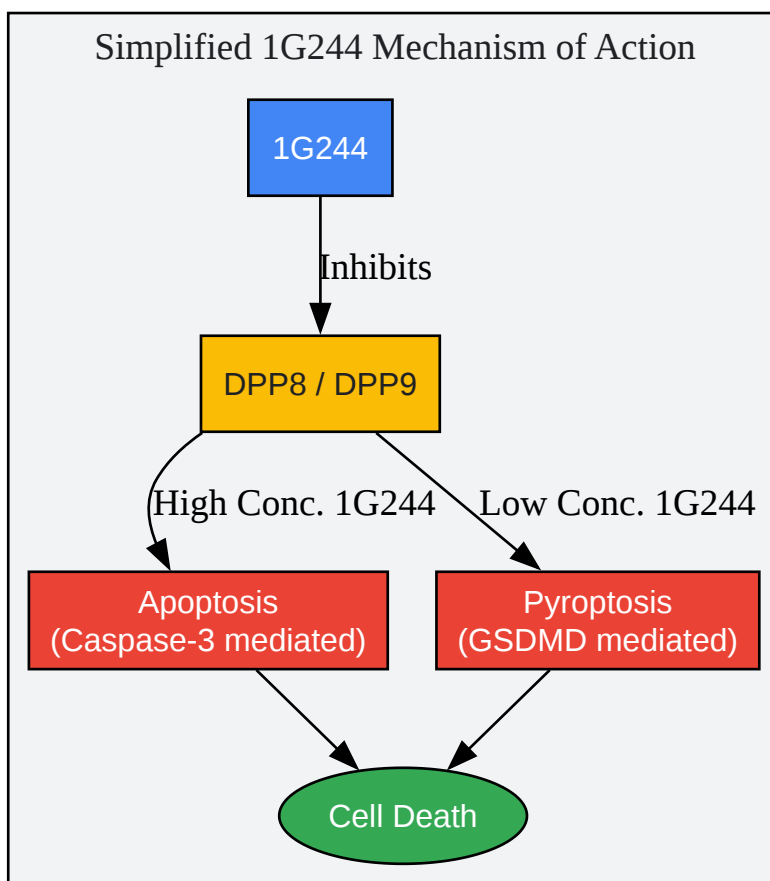 Simplified 1G244 Mechanism of Action
1G244
Inhibits
DPP8 / DPP9
High Conc. 1G244
Low Conc. 1G244
Apoptosis
(Caspase-3 mediated)
Pyroptosis
(GSDMD mediated)
Cell Death